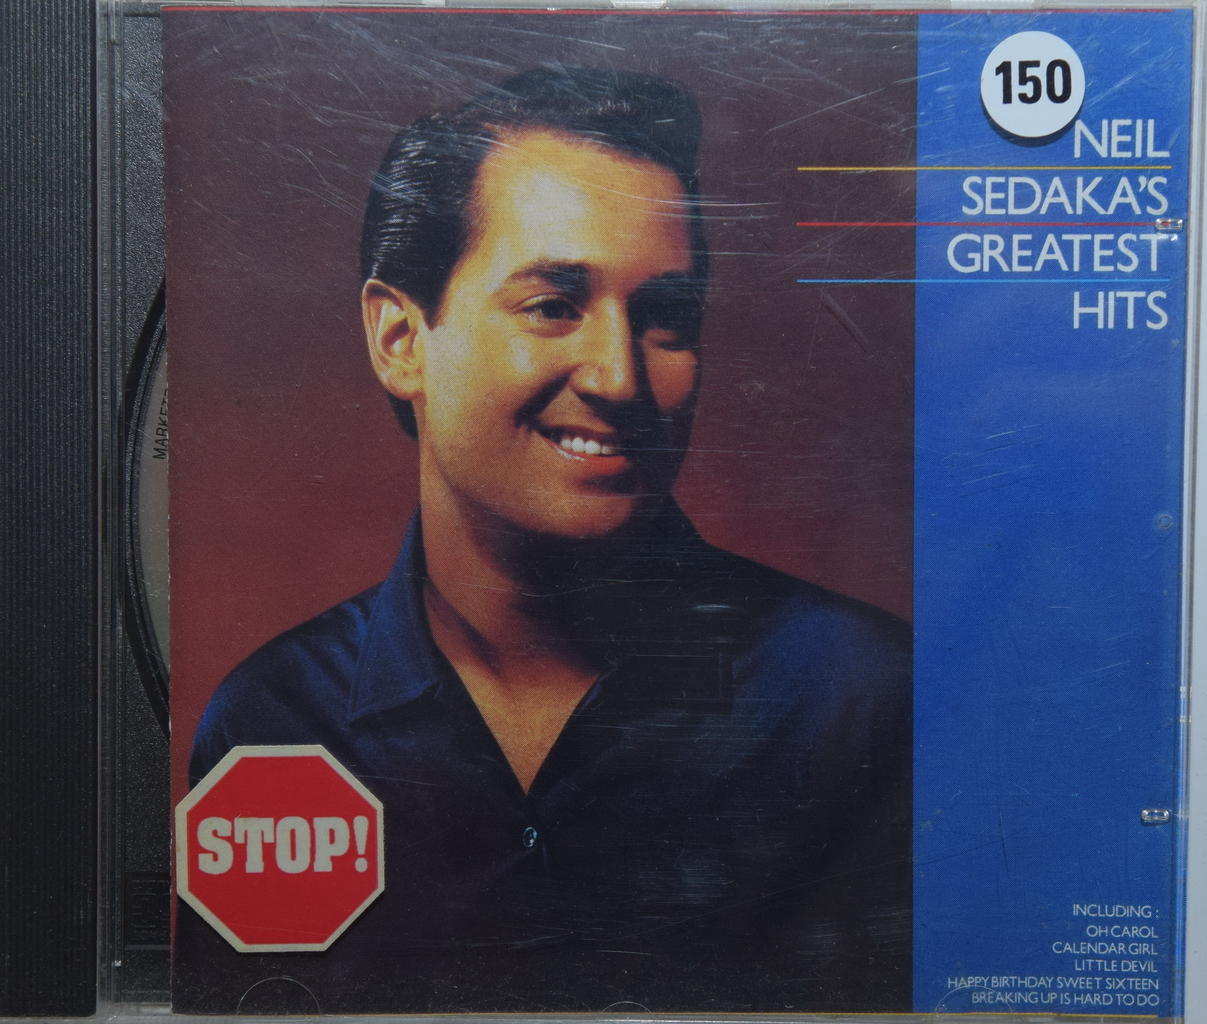 150
NEIL
SEDAKA'S
GREATEST
HITS
STOP!
INCLUDING :
OH CAROL
CALENDAR GIRL
LITTLE DEVIL
HAPPY BIRTHDAY SWEET SIXTEEN
BREAKING UP IS HARD TO DO